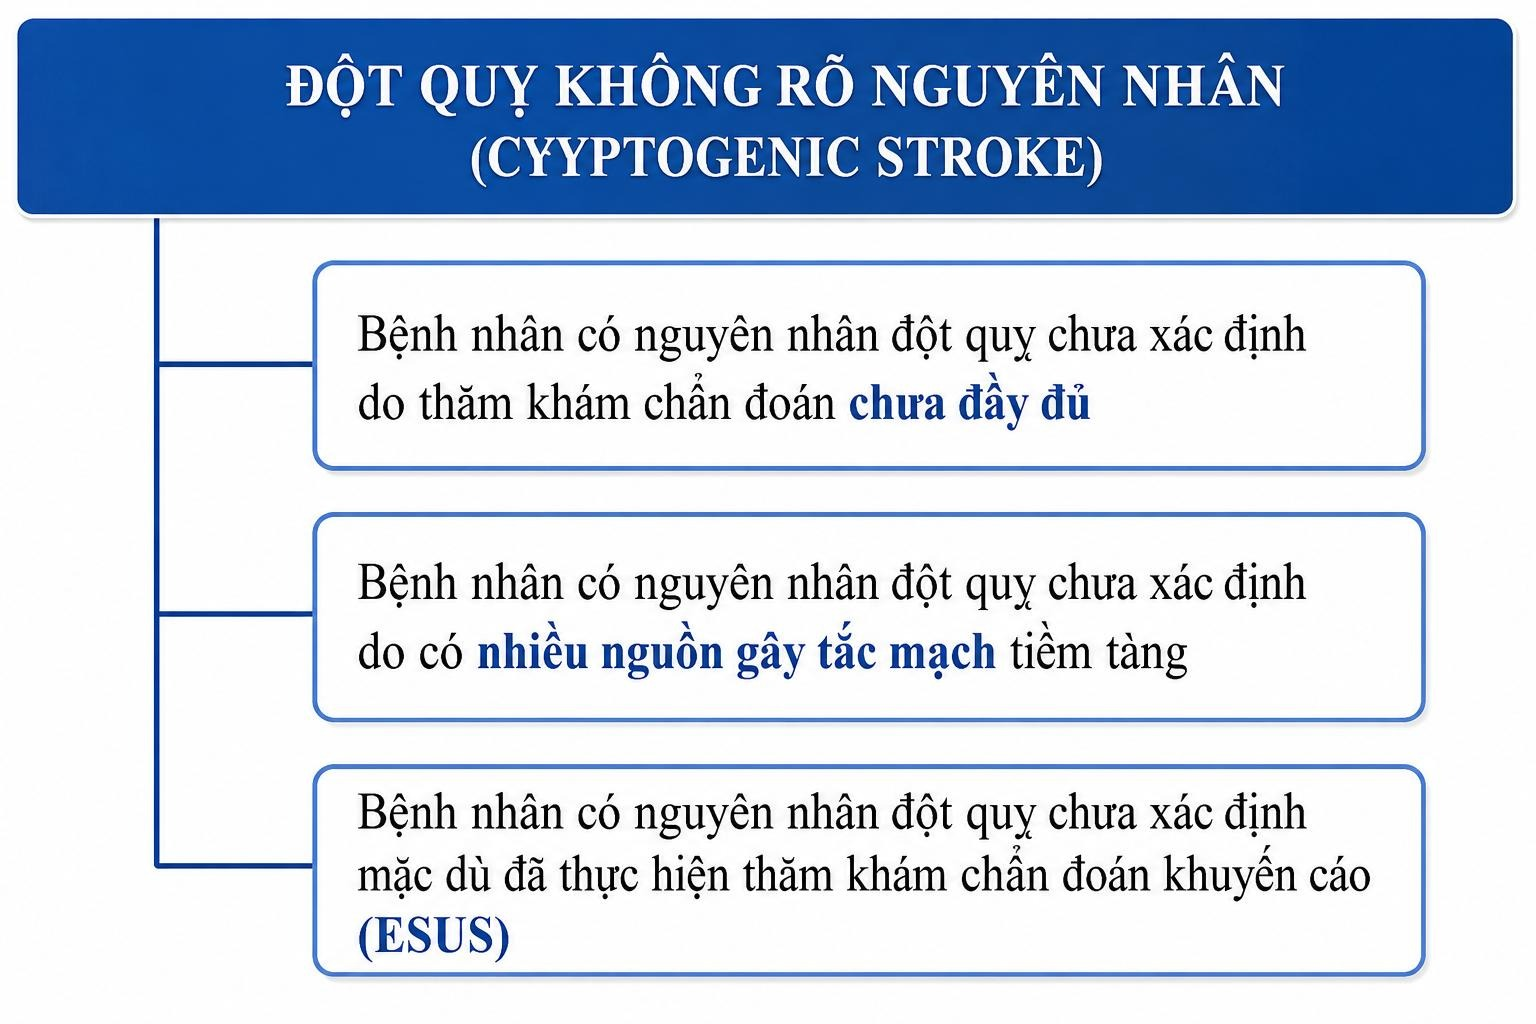 ĐỘT QUỴ KHÔNG RÕ NGUYÊN NHÂN
(CYYPTOGENIC STROKE)
Bệnh nhân có nguyên nhân đột quỵ chưa xác định
do thăm khám chẩn đoán chưa đầy đủ
Bệnh nhân có nguyên nhân đột quỵ chưa xác định
do có nhiều nguồn gây tắc mạch tiềm tàng
Bệnh nhân có nguyên nhân đột quỵ chưa xác định
mặc dù đã thực hiện thăm khám chẩn đoán khuyến cáo
(ESUS)